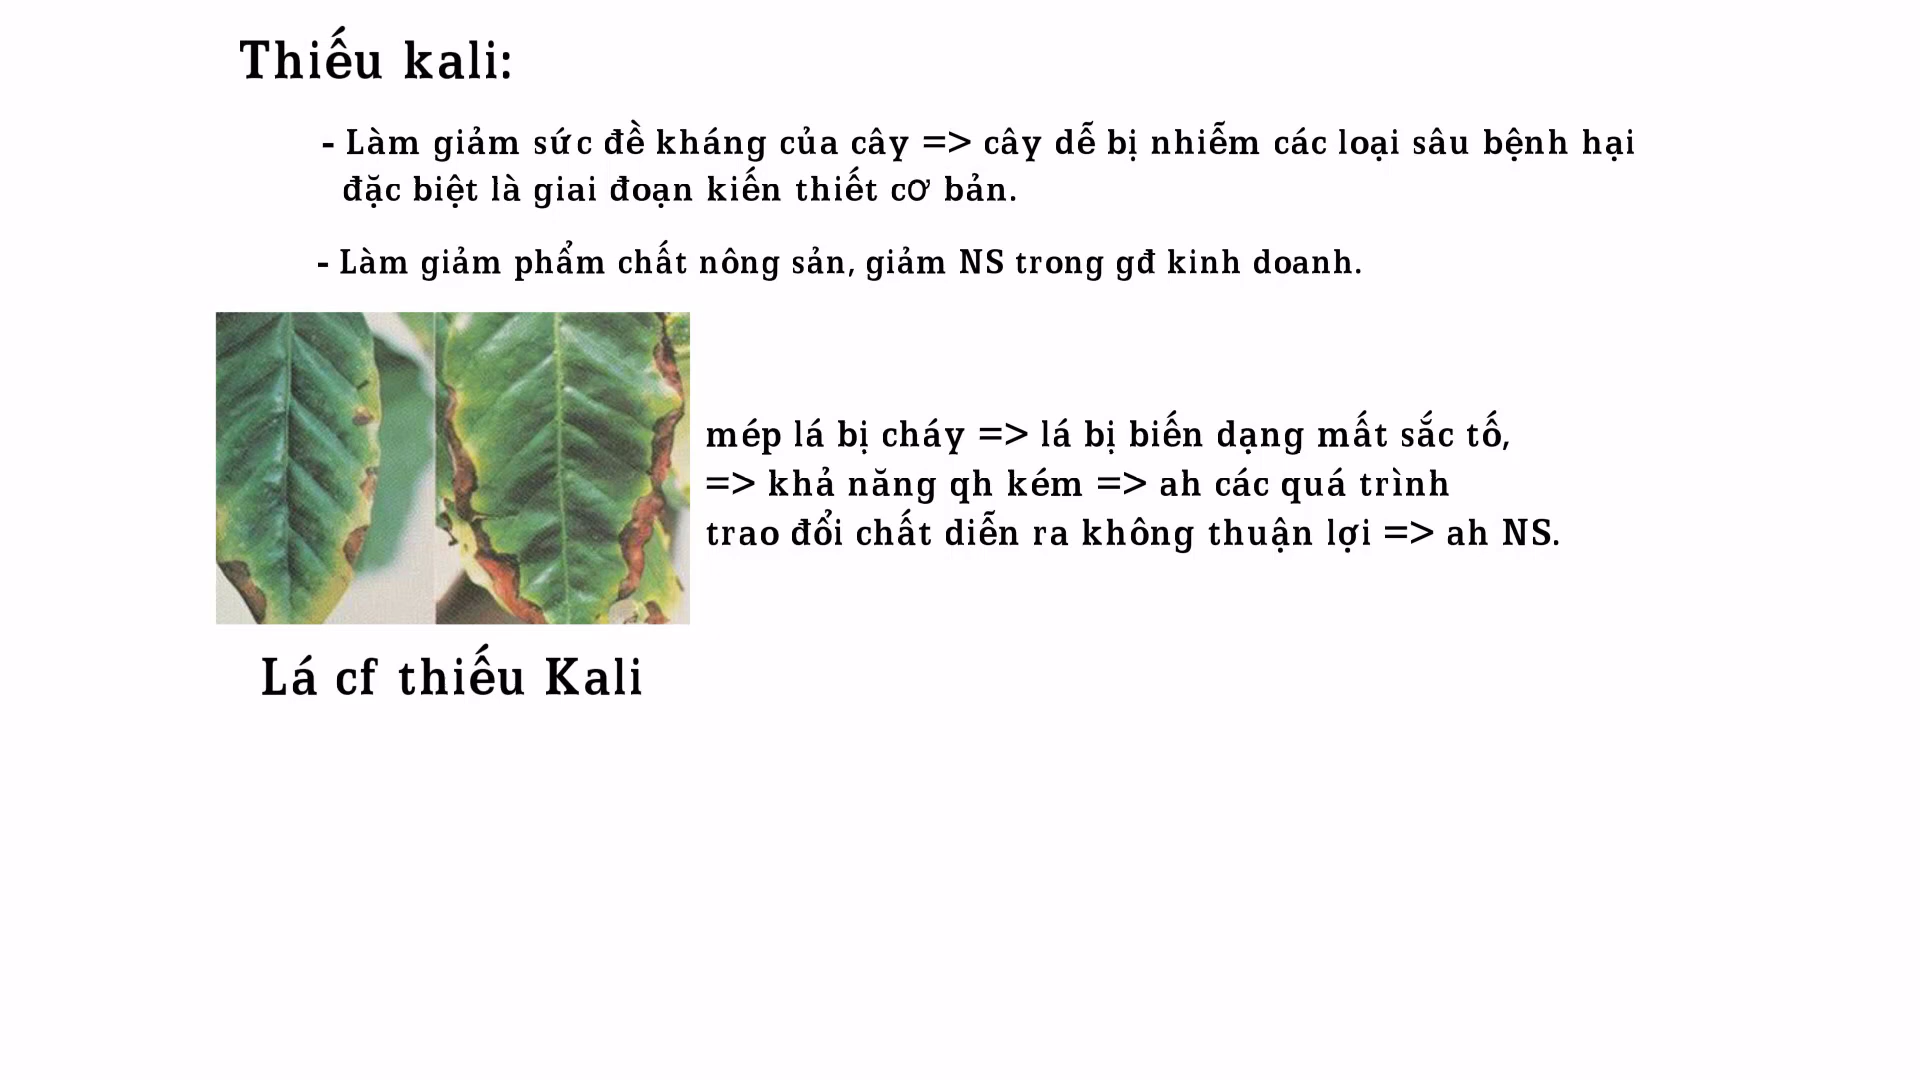 Thiếu kali:
- Làm giảm sức đề kháng của cây => cây dễ bị nhiễm các loại sâu bệnh hại
đặc biệt là giai đoạn kiến thiết cơ bản.
- Làm giảm phẩm chất nông sản, giảm NS trong gđ kinh doanh.
mép lá bị cháy => lá bị biến dạng mất sắc tố,
=> khả năng qh kém => ah các quá trình
trao đổi chất diễn ra không thuận lợi => ah NS.
Lá cf thiếu Kali